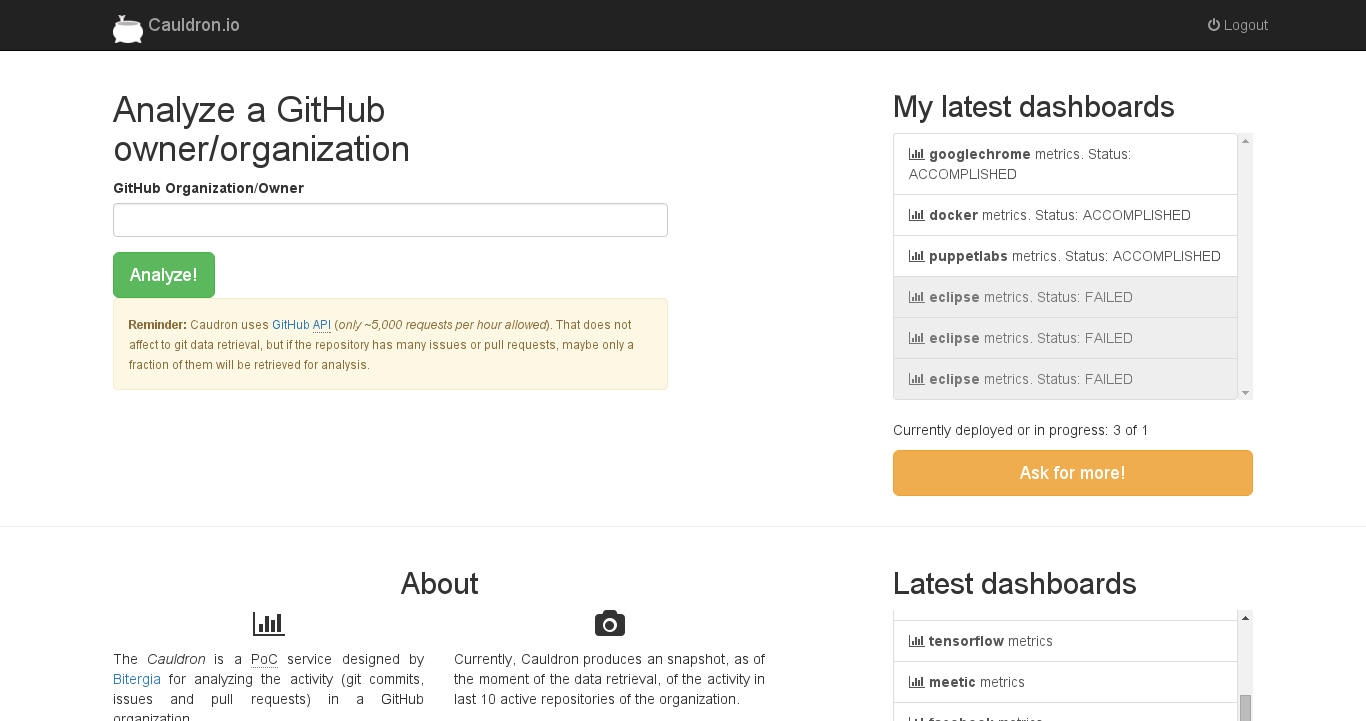 Cauldron.io
Logout
Analyze a GitHub
owner/organization
GitHub Organization/Owner
Analyze!
Reminder: Caudron uses GitHub API (only ~5,000 requests per hour allowed). That does not
affect to git data retrieval, but if the repository has many issues or pull requests, maybe only a
fraction of them will be retrieved for analysis.
My latest dashboards
googlechrome metrics. Status:
ACCOMPLISHED
docker metrics. Status: ACCOMPLISHED
puppetlabs metrics. Status: ACCOMPLISHED
eclipse metrics. Status: FAILED
eclipse metrics. Status: FAILED
eclipse metrics. Status: FAILED
Currently deployed or in progress: 3 of 1
Ask for more!
About
The Cauldron is a PoC service designed by
Bitergia for analyzing the activity (git commits,
issues and pull requests) in a GitHub
organization
Currently, Cauldron produces an snapshot, as of
the moment of the data retrieval, of the activity in
last 10 active repositories of the organization.
Latest dashboards
tensorflow metrics
meetic metrics
facebook metrics